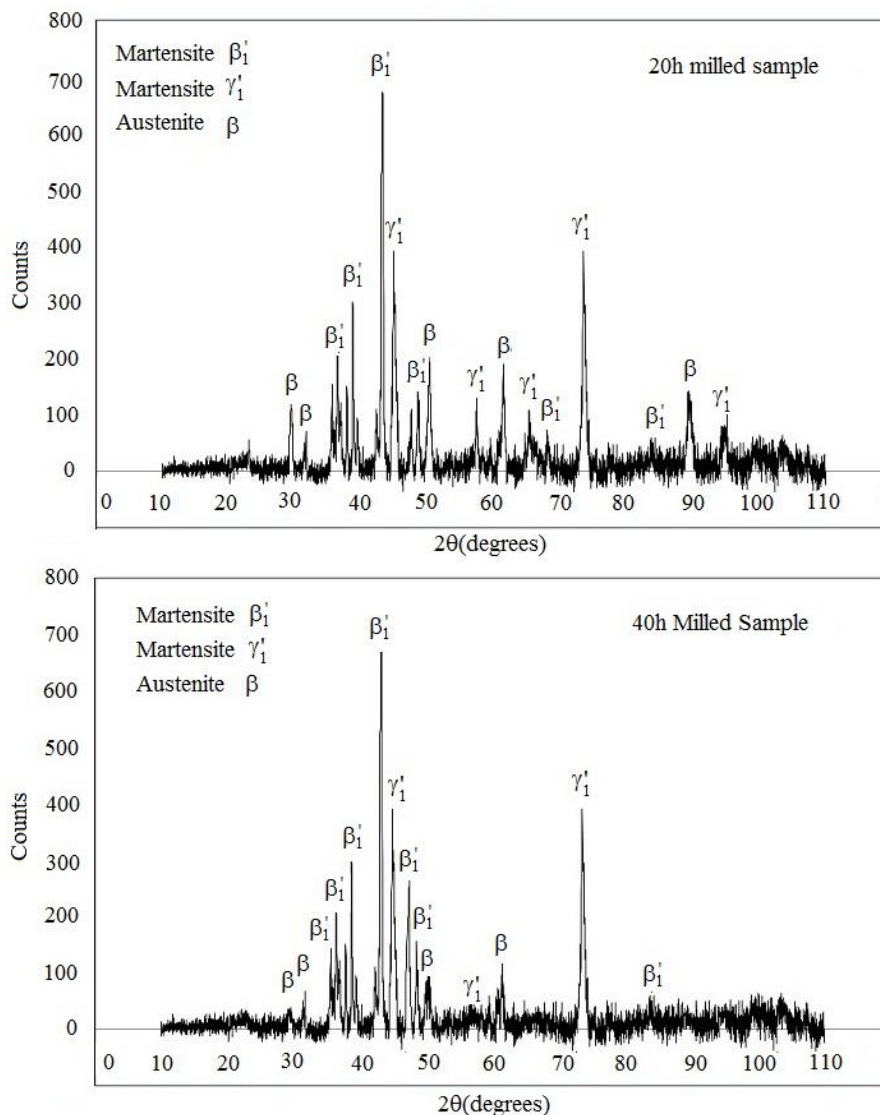 800
Martensite β₁'
Martensite γ₁'
Austenite β
20h milled sample
700
600
500
400
300
200
100
0
Counts
β
β
β₁'
β₁'
β₁'
γ₁'
β₁'
β
γ₁'
β
γ₁'
β₁'
γ₁'
β₁'
β
γ₁'
0 10 20 30 40 50 60 70 80 90 100 110
2θ(degrees)
800
Martensite β₁'
Martensite γ₁'
Austenite β
40h Milled Sample
700
600
500
400
300
200
100
0
Counts
β
β
β₁'
β₁'
β₁'
β₁'
γ₁'
β₁'
β₁'
β
γ₁'
β
γ₁'
β₁'
0 10 20 30 40 50 60 70 80 90 100 110
2θ(degrees)